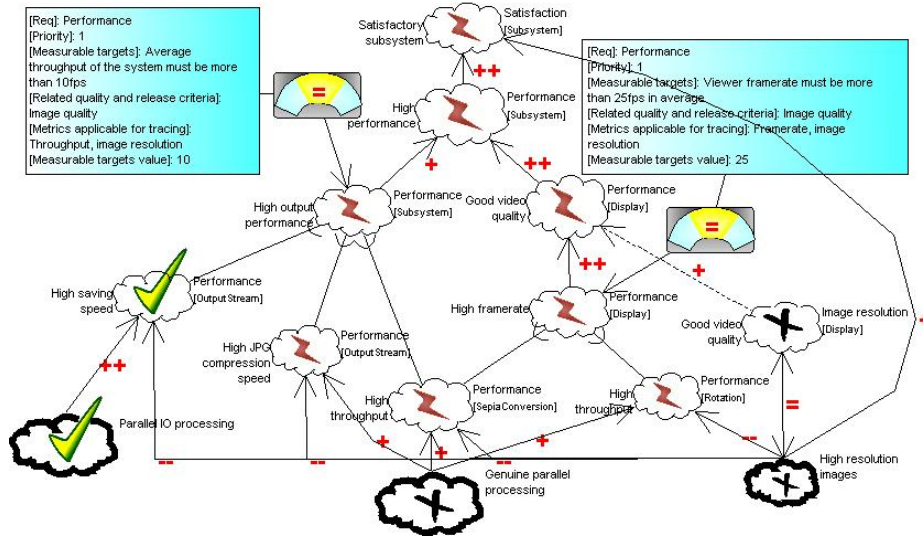 [Req]: Performance
[Priority]: 1
[Measurable targets]: Average
throughput of the system must be more
than 10fps
[Related quality and release criteria]:
Image quality
[Metrics applicable for tracing]:
Throughput, image resolution
[Measurable targets value]: 10
=
Satisfactory
subsystem
Satisfaction
[Subsystem]
++
[Req]: Performance
[Priority]: 1
[Measurable targets]: Viewer framerate must be more
than 25fps in average
[Related quality and release criteria]: Image quality
[Metrics applicable for tracing]: Framerate, image
resolution
[Measurable targets value]: 25
=
High
performance
Performance
[Subsystem]
+
++
High output
performance
Performance
[Subsystem]
Good video
quality
Performance
[Display]
++
+
High saving
speed
Performance
[Output Stream]
High framerate
Performance
[Display]
Good video
quality
Image resolution
[Display]
-
++
High JPG
compression
speed
Performance
[Output Stream]
High
throughput
Performance
[SepiaConversion]
High
throughput
Performance
[Rotation]
=
Parallel IO processing
+
+
+
--
--
--
--
Genuine parallel
processing
High resolution
images